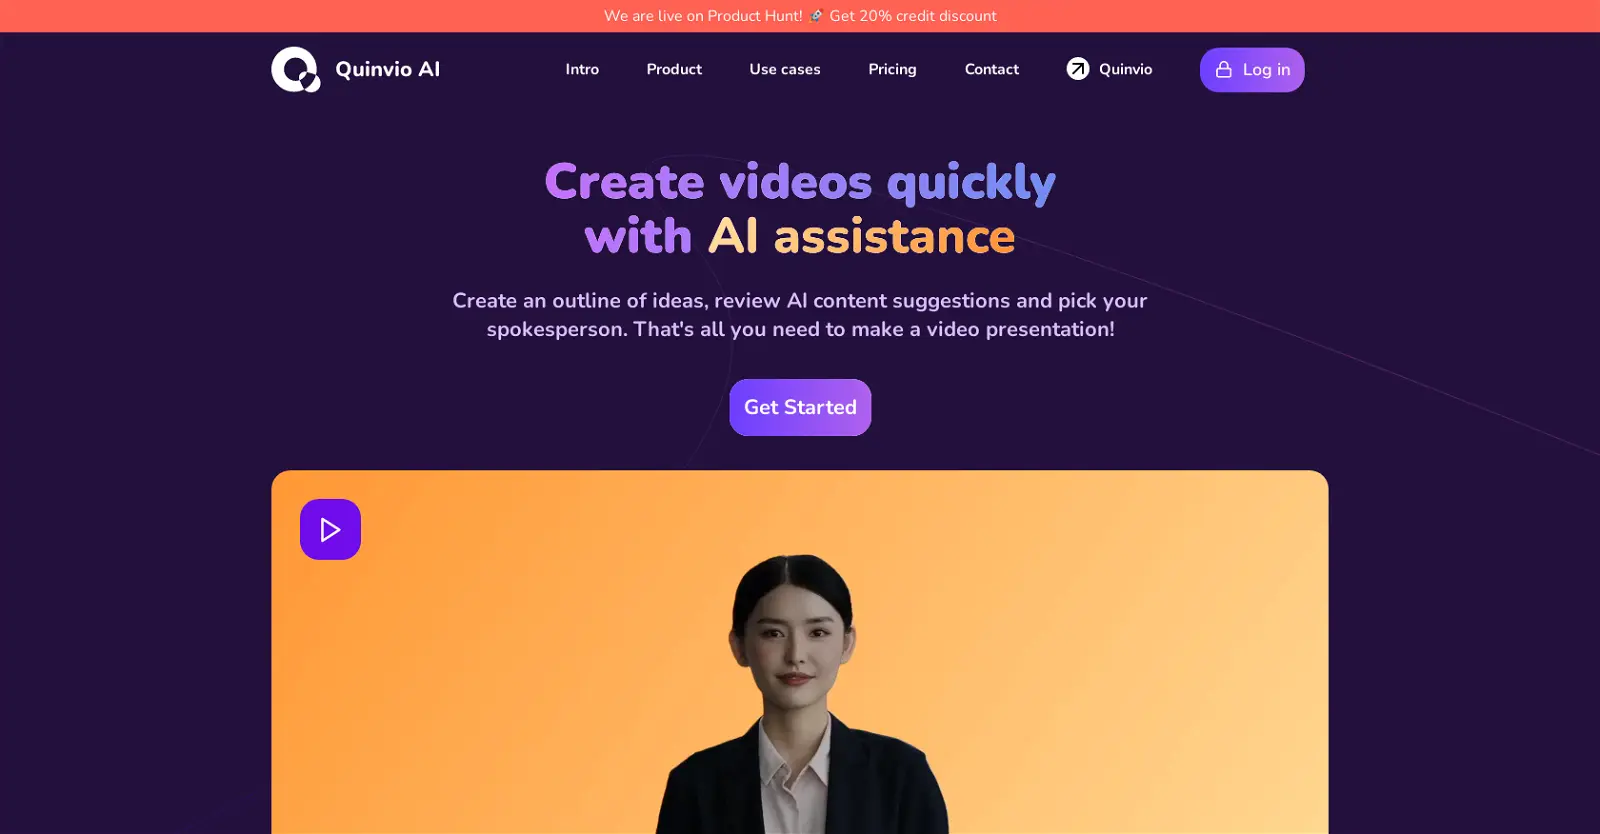 We are live on Product Hunt! 🚀 Get 20% credit discount
Quinvio AI
Intro
Product
Use cases
Pricing
Contact
Quinvio
Log in
Create videos quickly
with AI assistance
Create an outline of ideas, review AI content suggestions and pick your
spokesperson. That's all you need to make a video presentation!
Get Started